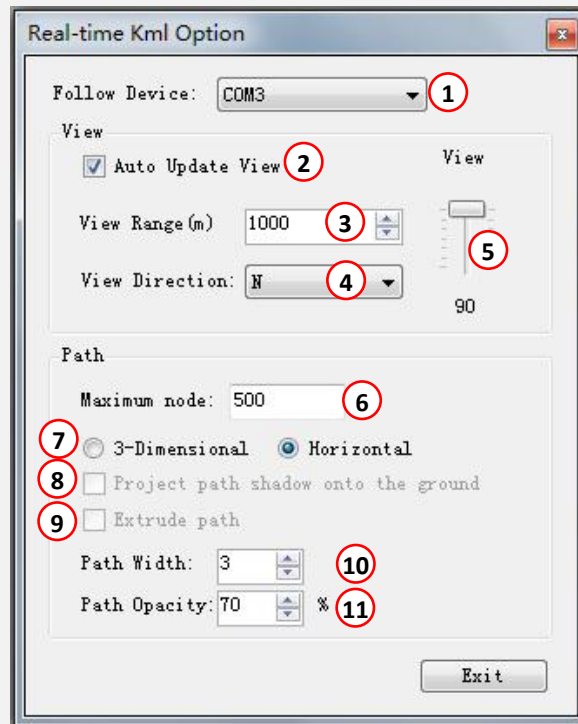 Real-time Kml Option x
Follow Device: COM3 1
View
Auto Update View 2 View
View Range(m) 1000 3
5
View Direction: N 4
90
Path
Maximum node: 500 6
7 3-Dimensional Horizontal
8 Project path shadow onto the ground
9 Extrude path
Path Width: 3 10
Path Opacity: 70 % 11
Exit